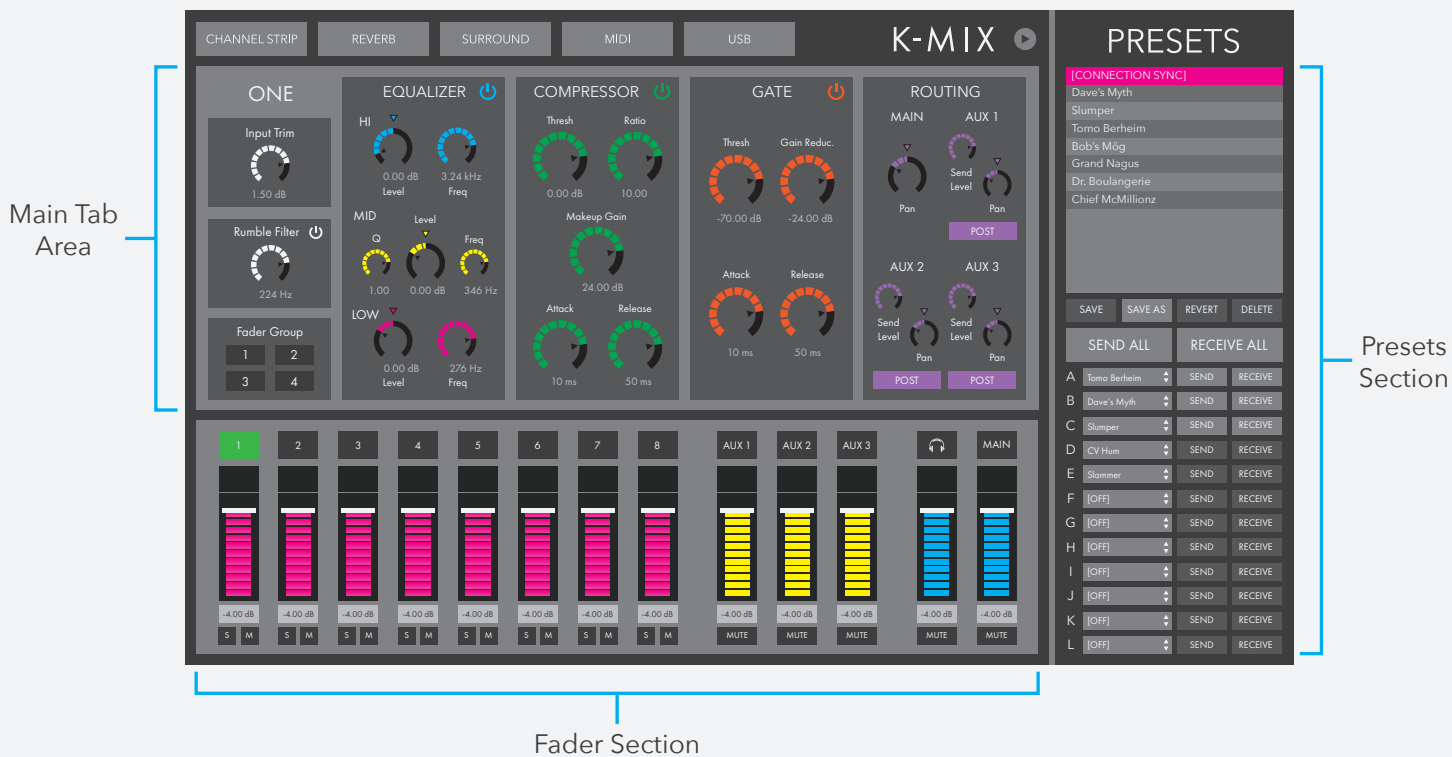 CHANNEL STRIP
REVERB
SURROUND
MIDI
USB
K-MIX
PRESETS
Main Tab
Area
ONE
Input Trim
1.50 dB
Rumble Filter
224 Hz
Fader Group
1 2
3 4
EQUALIZER
HI
0.00 dB 3.24 kHz
Level Freq
MID
Level
Q Freq
1.00 0.00 dB 346 Hz
LOW
0.00 dB 276 Hz
Level Freq
COMPRESSOR
Thresh Ratio
0.00 dB 10.00
Makeup Gain
24.00 dB
Attack Release
10 ms 50 ms
GATE
Thresh Gain Reduc.
-70.00 dB -24.00 dB
Attack Release
10 ms 50 ms
ROUTING
MAIN AUX 1
Send
Level
Pan Pan
POST
AUX 2 AUX 3
Send Send
Level Level
Pan Pan
POST POST
1 2 3 4 5 6 7 8 AUX 1 AUX 2 AUX 3 MAIN
-4.00 dB -4.00 dB -4.00 dB -4.00 dB -4.00 dB -4.00 dB -4.00 dB -4.00 dB -4.00 dB -4.00 dB -4.00 dB -4.00 dB -4.00 dB
S M S M S M S M S M S M S M S M MUTE MUTE MUTE MUTE MUTE
Fader Section
[CONNECTION SYNC]
Dave's Myth
Slumper
Tomo Berheim
Bob's Mög
Grand Nagus
Dr. Boulangerie
Chief McMillionz
SAVE SAVE AS REVERT DELETE
SEND ALL RECEIVE ALL
A Tomo Berheim SEND RECEIVE
B Dave's Myth SEND RECEIVE
C Slumper SEND RECEIVE
D CV Hum SEND RECEIVE
E Slammer SEND RECEIVE
F [OFF] SEND RECEIVE
G [OFF] SEND RECEIVE
H [OFF] SEND RECEIVE
I [OFF] SEND RECEIVE
J [OFF] SEND RECEIVE
K [OFF] SEND RECEIVE
L [OFF] SEND RECEIVE
Presets
Section